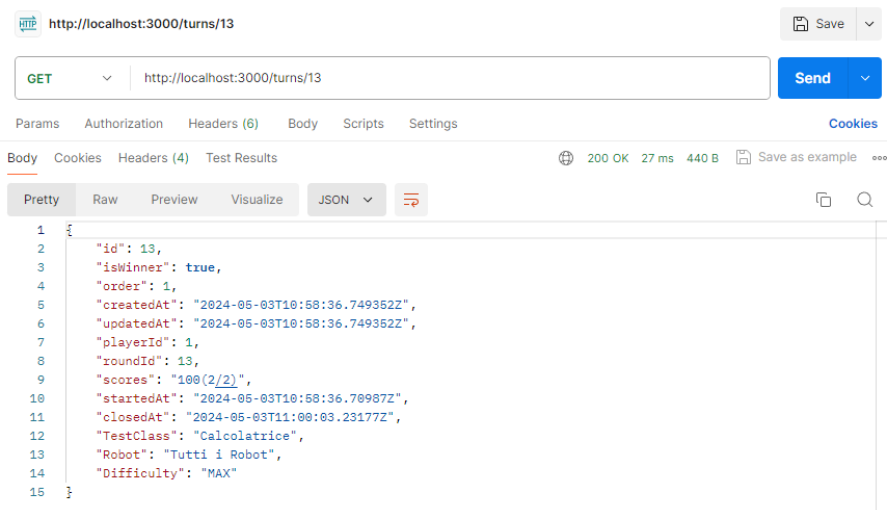 HTTP http://localhost:3000/turns/13 Save
GET http://localhost:3000/turns/13 Send
Params Authorization Headers (6) Body Scripts Settings Cookies
Body Cookies Headers (4) Test Results 200 OK 27 ms 440 B Save as example
Pretty Raw Preview Visualize JSON
1 {
2 "id": 13,
3 "isWinner": true,
4 "order": 1,
5 "createdAt": "2024-05-03T10:58:36.749352Z",
6 "updatedAt": "2024-05-03T10:58:36.749352Z",
7 "playerId": 1,
8 "roundId": 13,
9 "scores": "100(2/2)",
10 "startedAt": "2024-05-03T10:58:36.70987Z",
11 "closedAt": "2024-05-03T11:00:03.23177Z",
12 "TestClass": "Calcolatrice",
13 "Robot": "Tutti i Robot",
14 "Difficulty": "MAX"
15 }